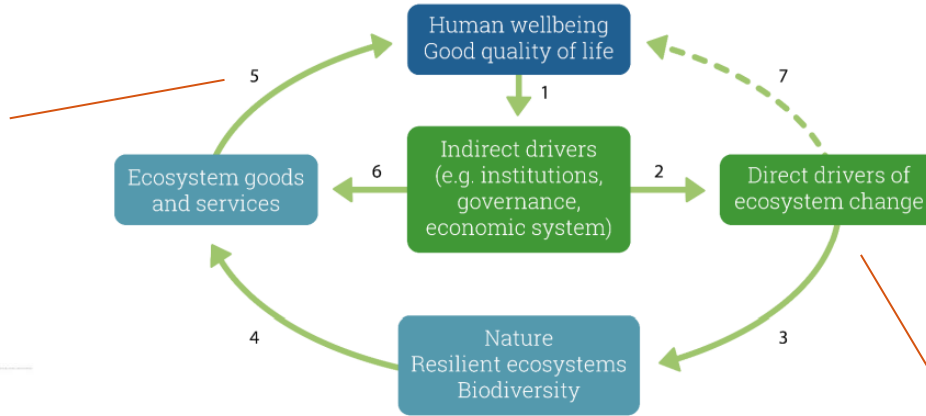 Human wellbeing
Good quality of life
5
7
1
Indirect drivers
(e.g. institutions,
governance,
economic system)
6
2
Ecosystem goods
and services
Direct drivers of
ecosystem change
4
3
Nature
Resilient ecosystems
Biodiversity